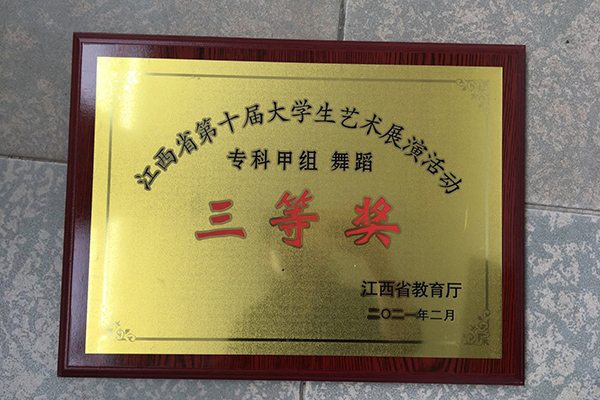 江西省第十届大学生艺术展演活动
专科甲组 舞蹈
三等奖
江西省教育厅
二〇二一年二月